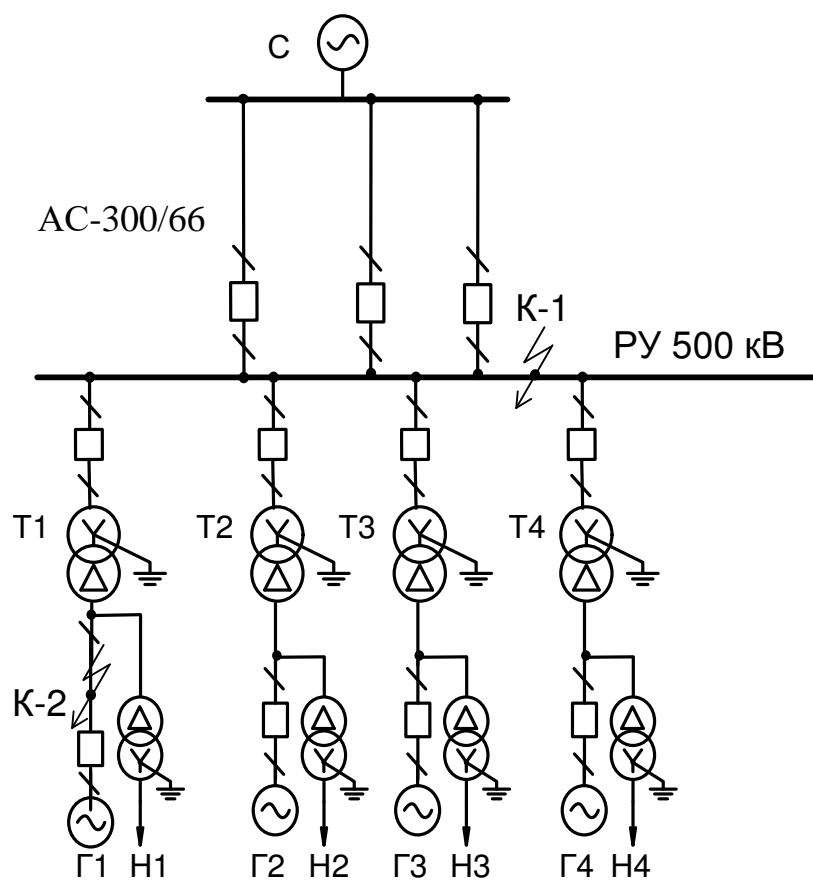 С
АС-300/66
К-1
РУ 500 кВ
Т1 Т2 Т3 Т4
К-2
Г1 Н1 Г2 Н2 Г3 Н3 Г4 Н4